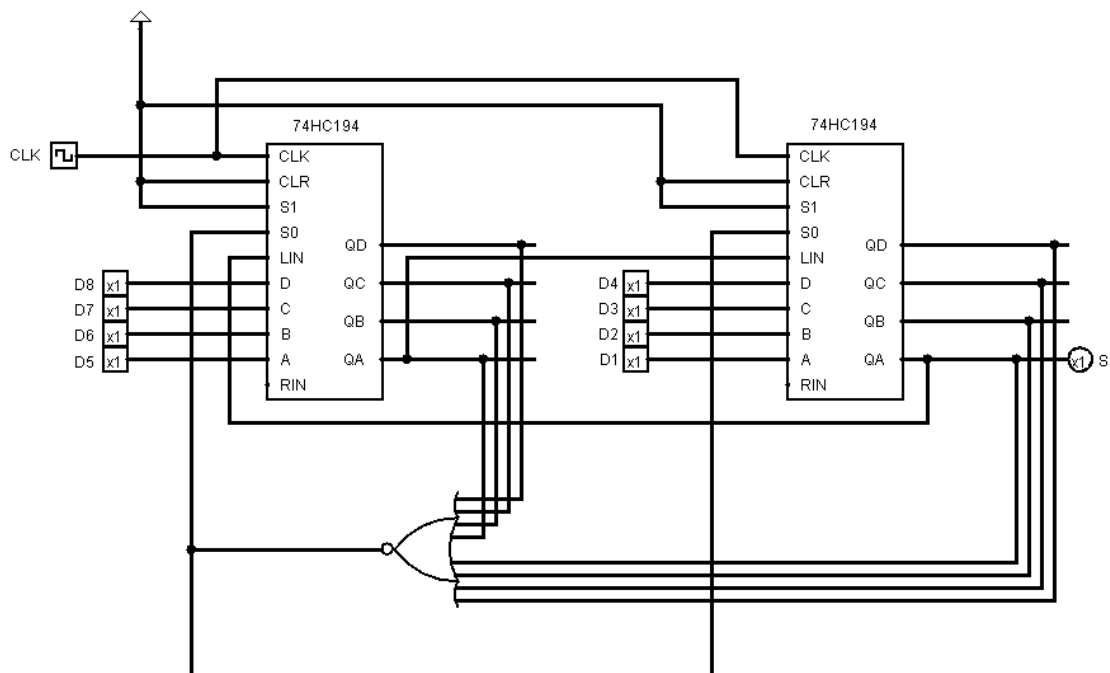 74HC194
CLK
CLK
CLR
S1
S0
LIN
D
C
B
A
RIN
QD
QC
QB
QA
D8 x1
D7 x1
D6 x1
D5 x1
74HC194
CLK
CLR
S1
S0
LIN
D
C
B
A
RIN
QD
QC
QB
QA
D4 x1
D3 x1
D2 x1
D1 x1
x1 S